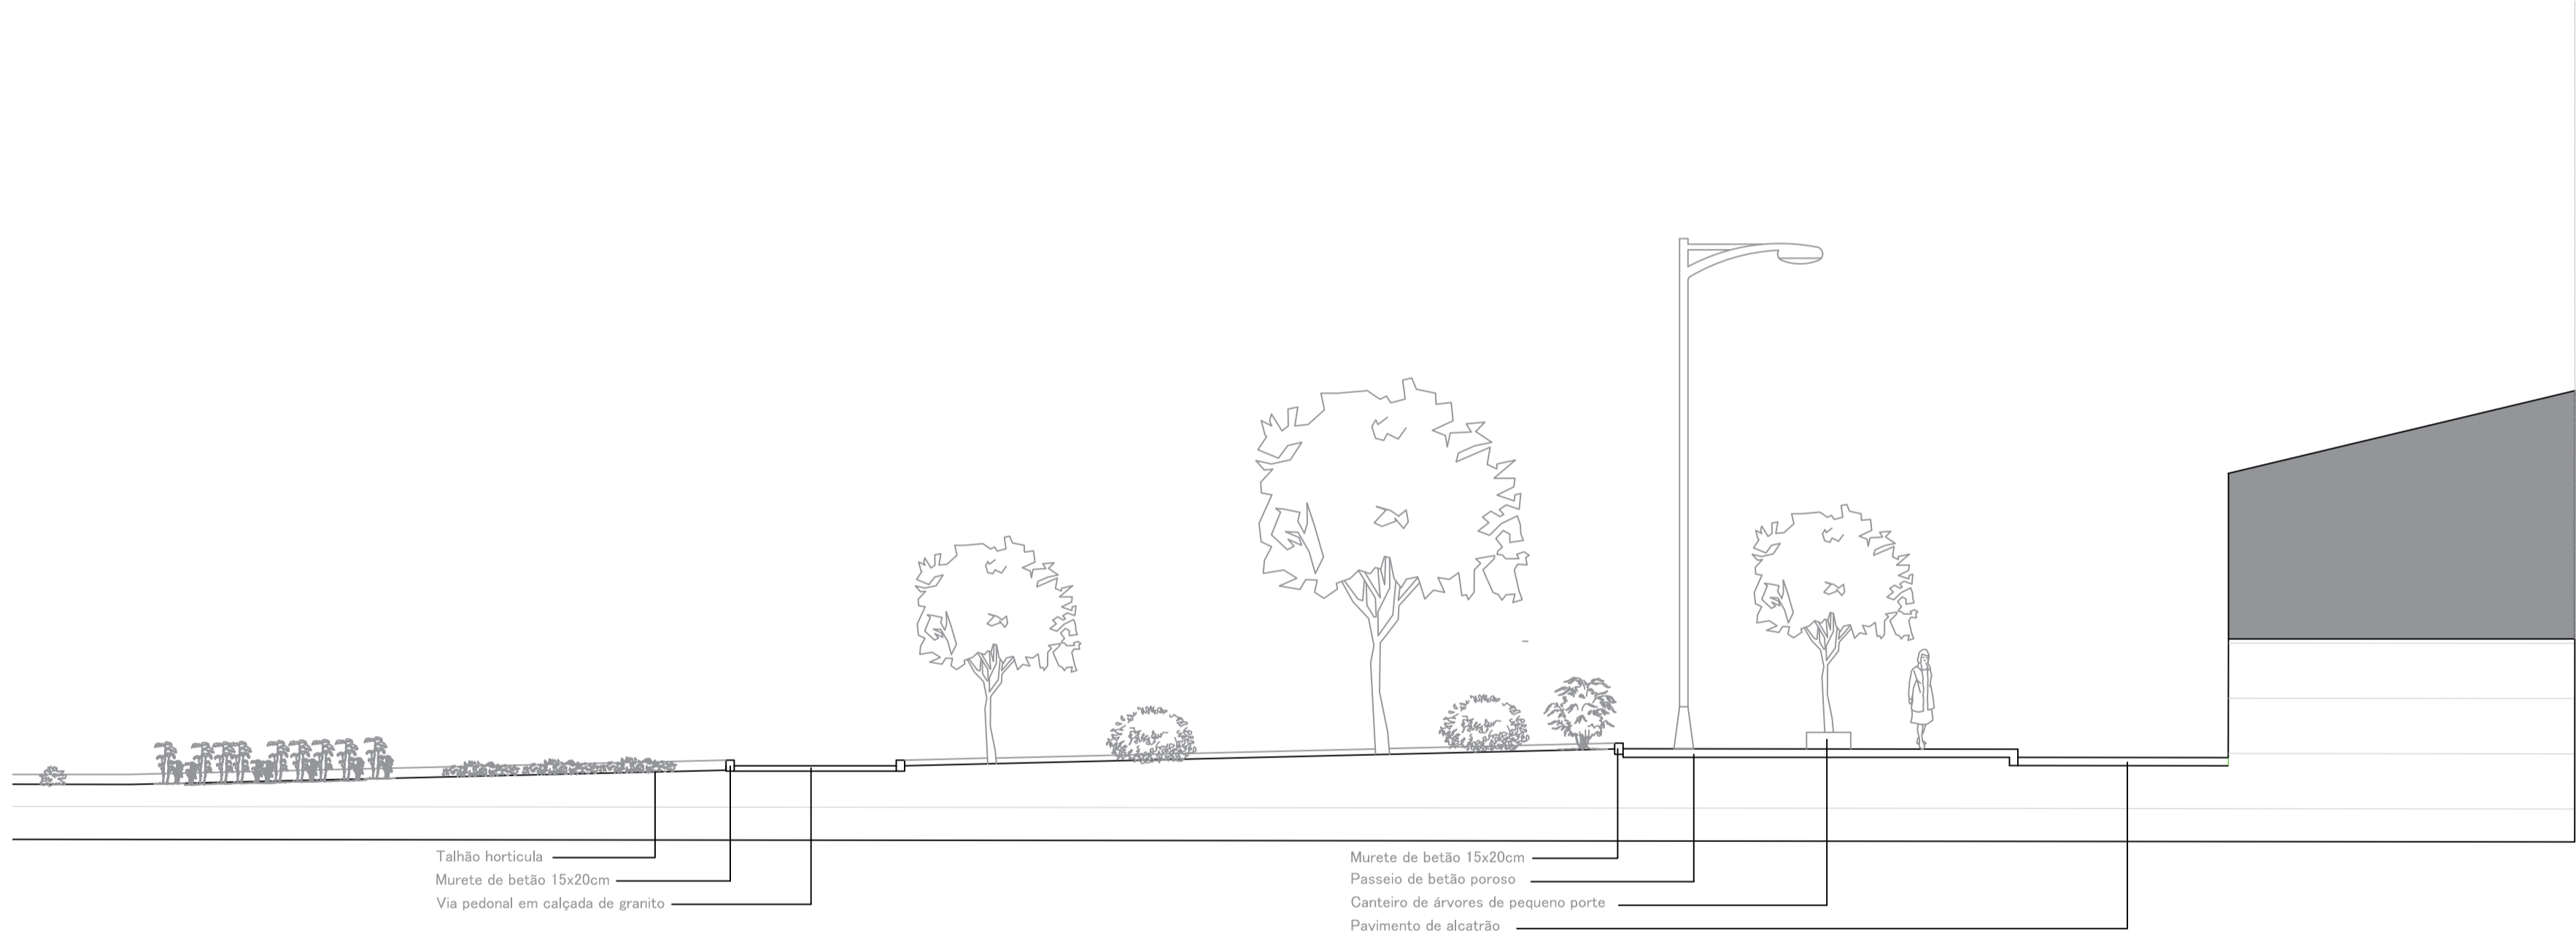 Talhão horticula
Murete de betão 15x20cm
Via pedonal em calçada de granito
Murete de betão 15x20cm
Passeio de betão poroso
Canteiro de árvores de pequeno porte
Pavimento de alcatrão